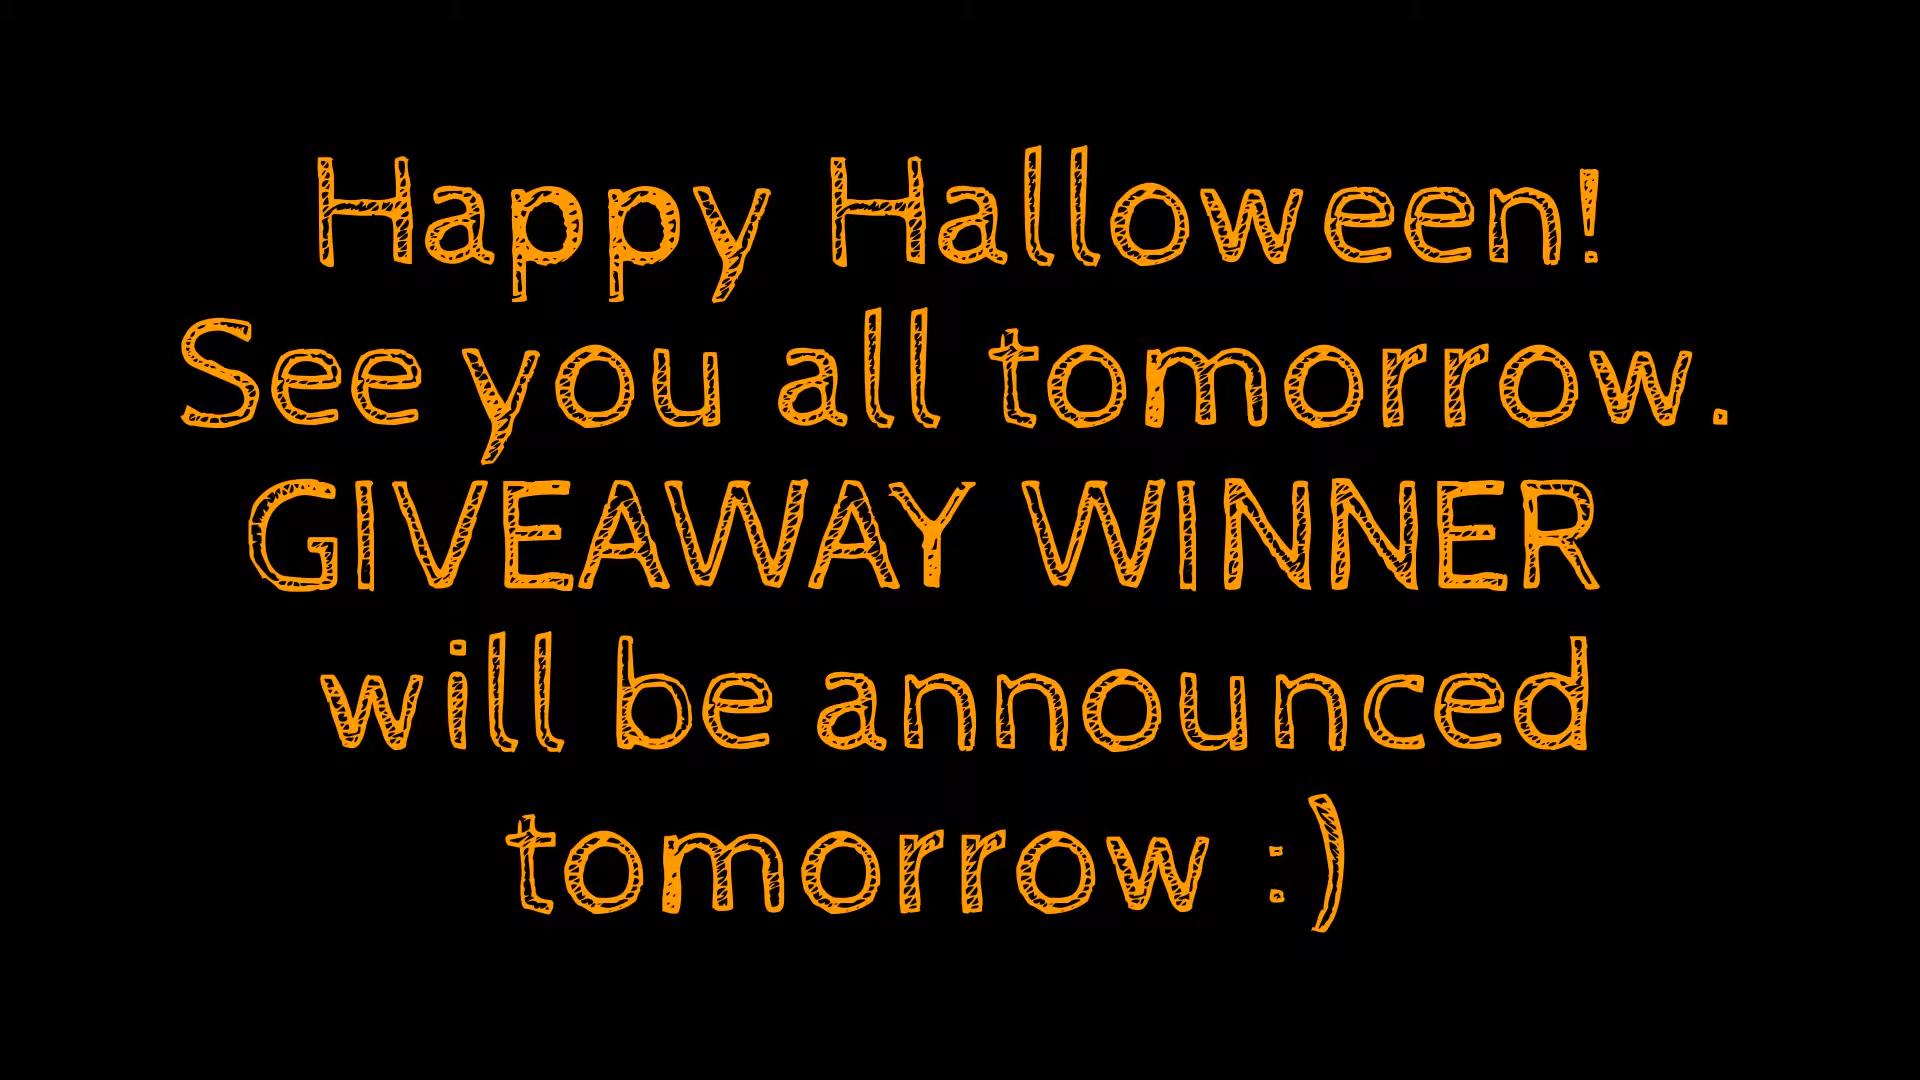 Happy Halloween!
See you all tomorrow.
GIVEAWAY WINNER
will be announced
tomorrow :)